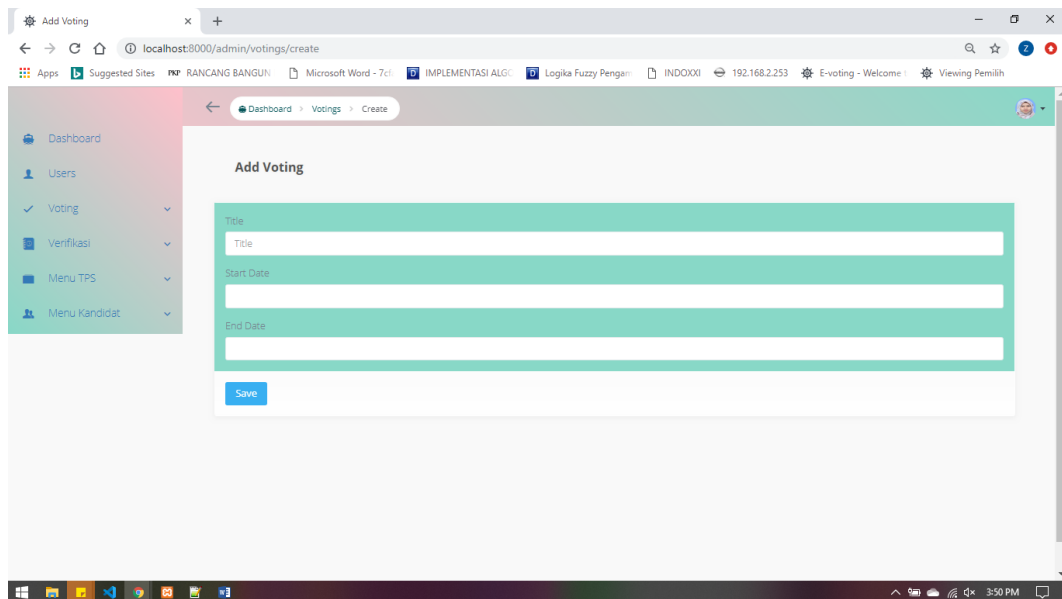 Add Voting
localhost:8000/admin/votings/create
Z
Apps Suggested Sites PKP RANCANG BANGUN Microsoft Word - 7cf IMPLEMENTASI ALGO Logika Fuzzy Pengam INDOXXI 192.168.2.253 E-voting - Welcome Viewing Pemilih
Dashboard > Votings > Create
Dashboard
Users
Voting
Verifikasi
Menu TPS
Menu Kandidat
Add Voting
Title
Title
Start Date
End Date
Save
3:50 PM